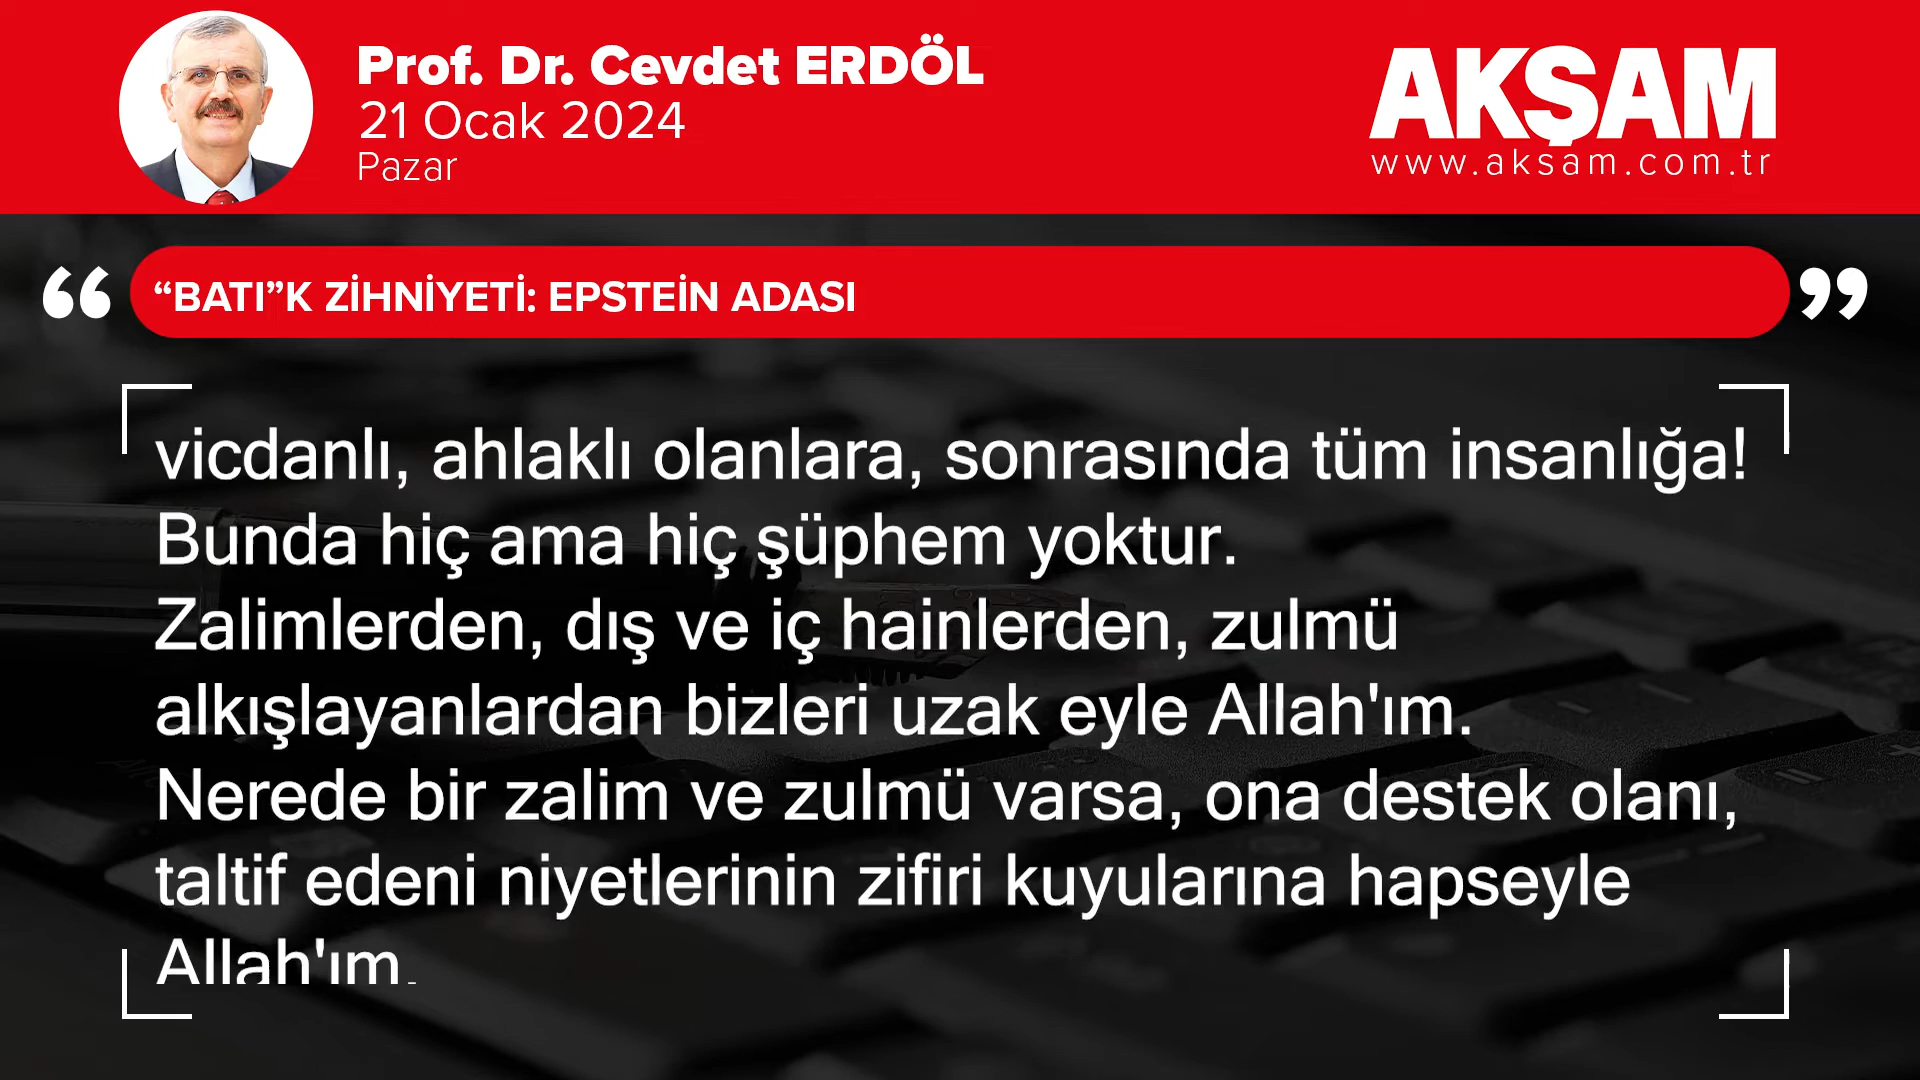 Prof. Dr. Cevdet ERDÖL
21 Ocak 2024
Pazar
AKŞAM
www.aksam.com.tr
“ “BATI”K ZİHNİYETİ: EPSTEİN ADASI ”
vicdanlı, ahlaklı olanlara, sonrasında tüm insanlığa!
Bunda hiç ama hiç şüphem yoktur.
Zalimlerden, dış ve iç hainlerden, zulmü
alkışlayanlardan bizleri uzak eyle Allah'ım.
Nerede bir zalim ve zulmü varsa, ona destek olanı,
taltif edeni niyetlerinin zifiri kuyularına hapseyle
Allah'ım.